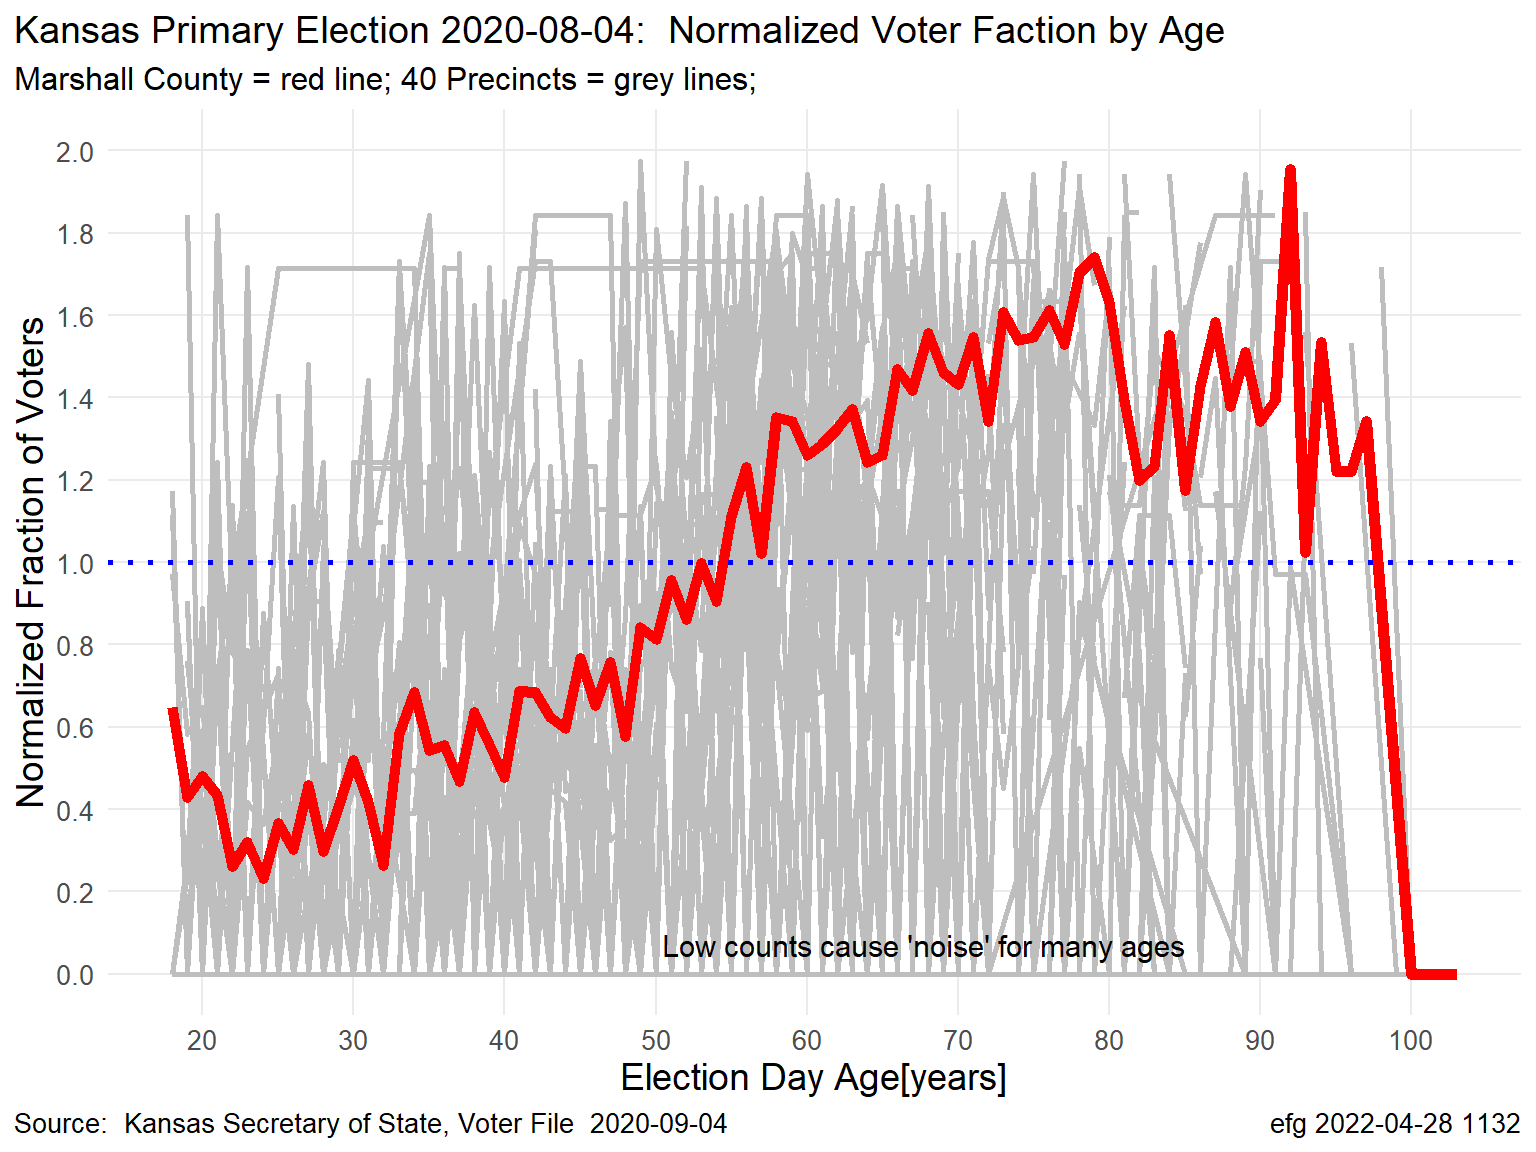 Kansas Primary Election 2020-08-04:  Normalized Voter Faction by Age
Marshall County = red line; 40 Precincts = grey lines;
Normalized Fraction of Voters
2.0
1.8
1.6
1.4
1.2
1.0
0.8
0.6
0.4
0.2
0.0
Low counts cause 'noise' for many ages
20 30 40 50 60 70 80 90 100
Election Day Age[years]
Source:  Kansas Secretary of State, Voter File  2020-09-04
efg 2022-04-28 1132